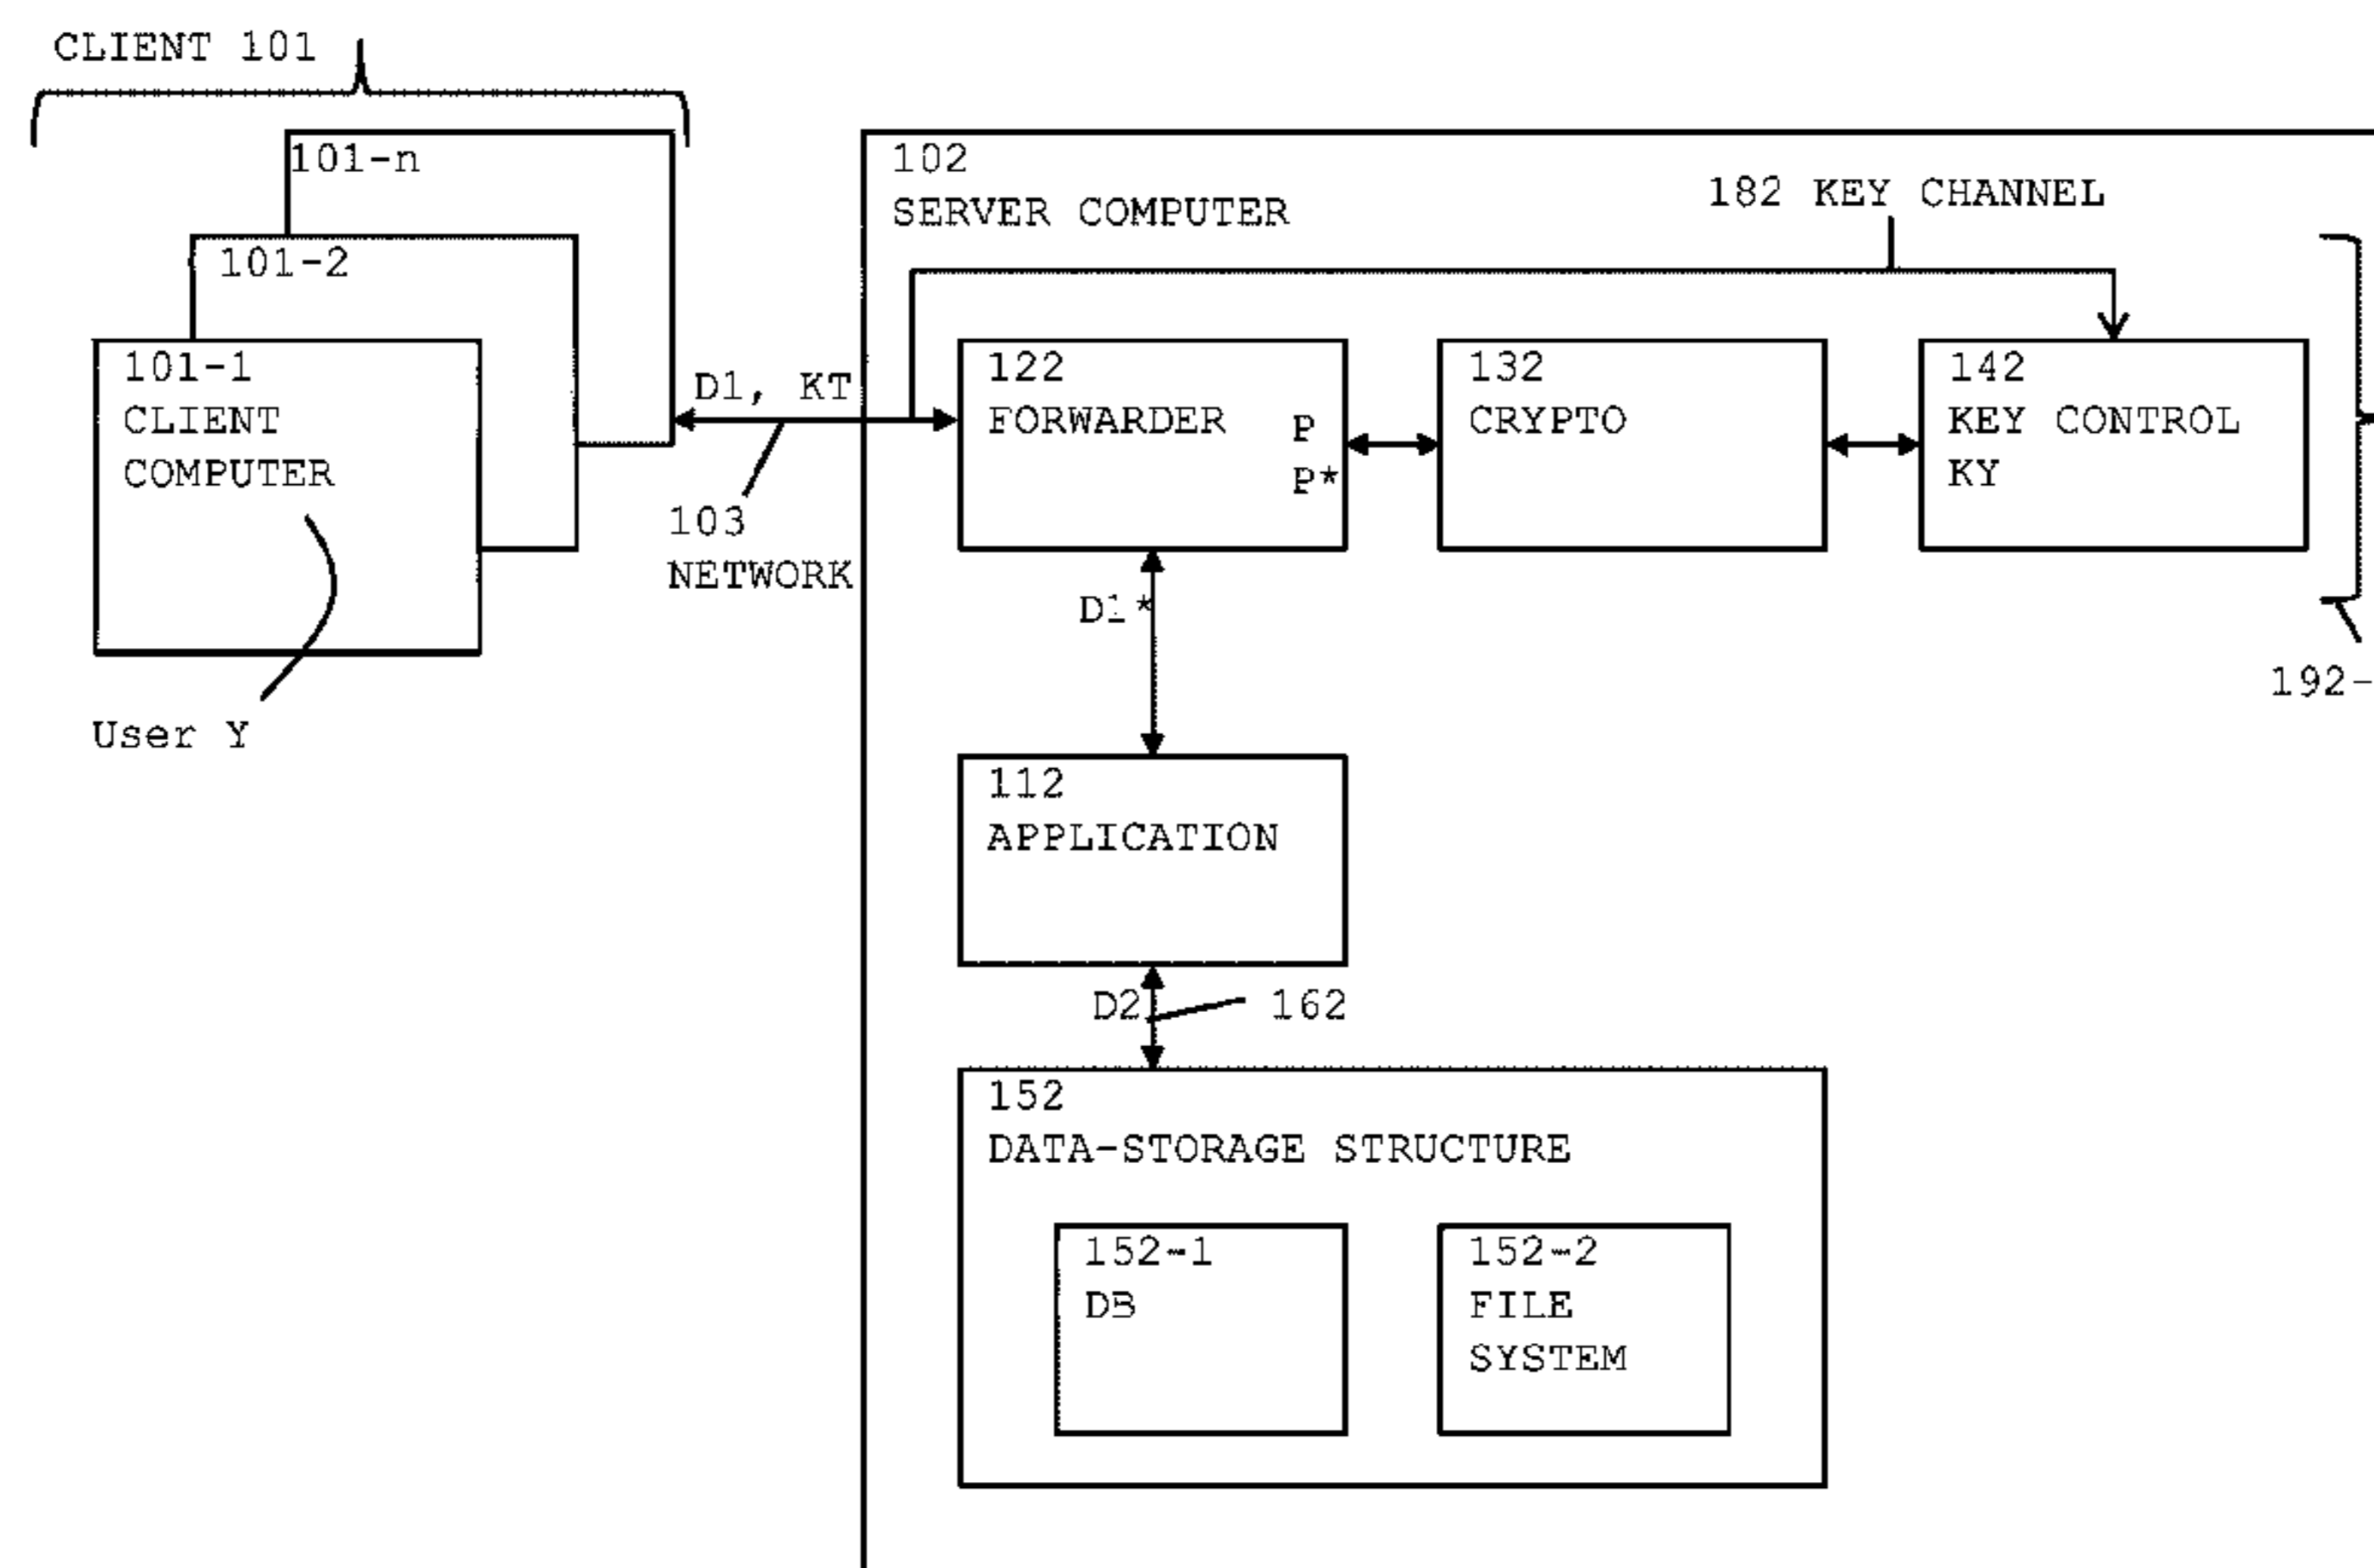 CLIENT 101
101-n
101-2
101-1
CLIENT
COMPUTER
User Y
D1, KT
103
NETWORK
102
SERVER COMPUTER
182 KEY CHANNEL
122
FORWARDER
P
P*
132
CRYPTO
142
KEY CONTROL
KY
192-
D1*
112
APPLICATION
D2
162
152
DATA-STORAGE STRUCTURE
152-1
DB
152-2
FILE
SYSTEM